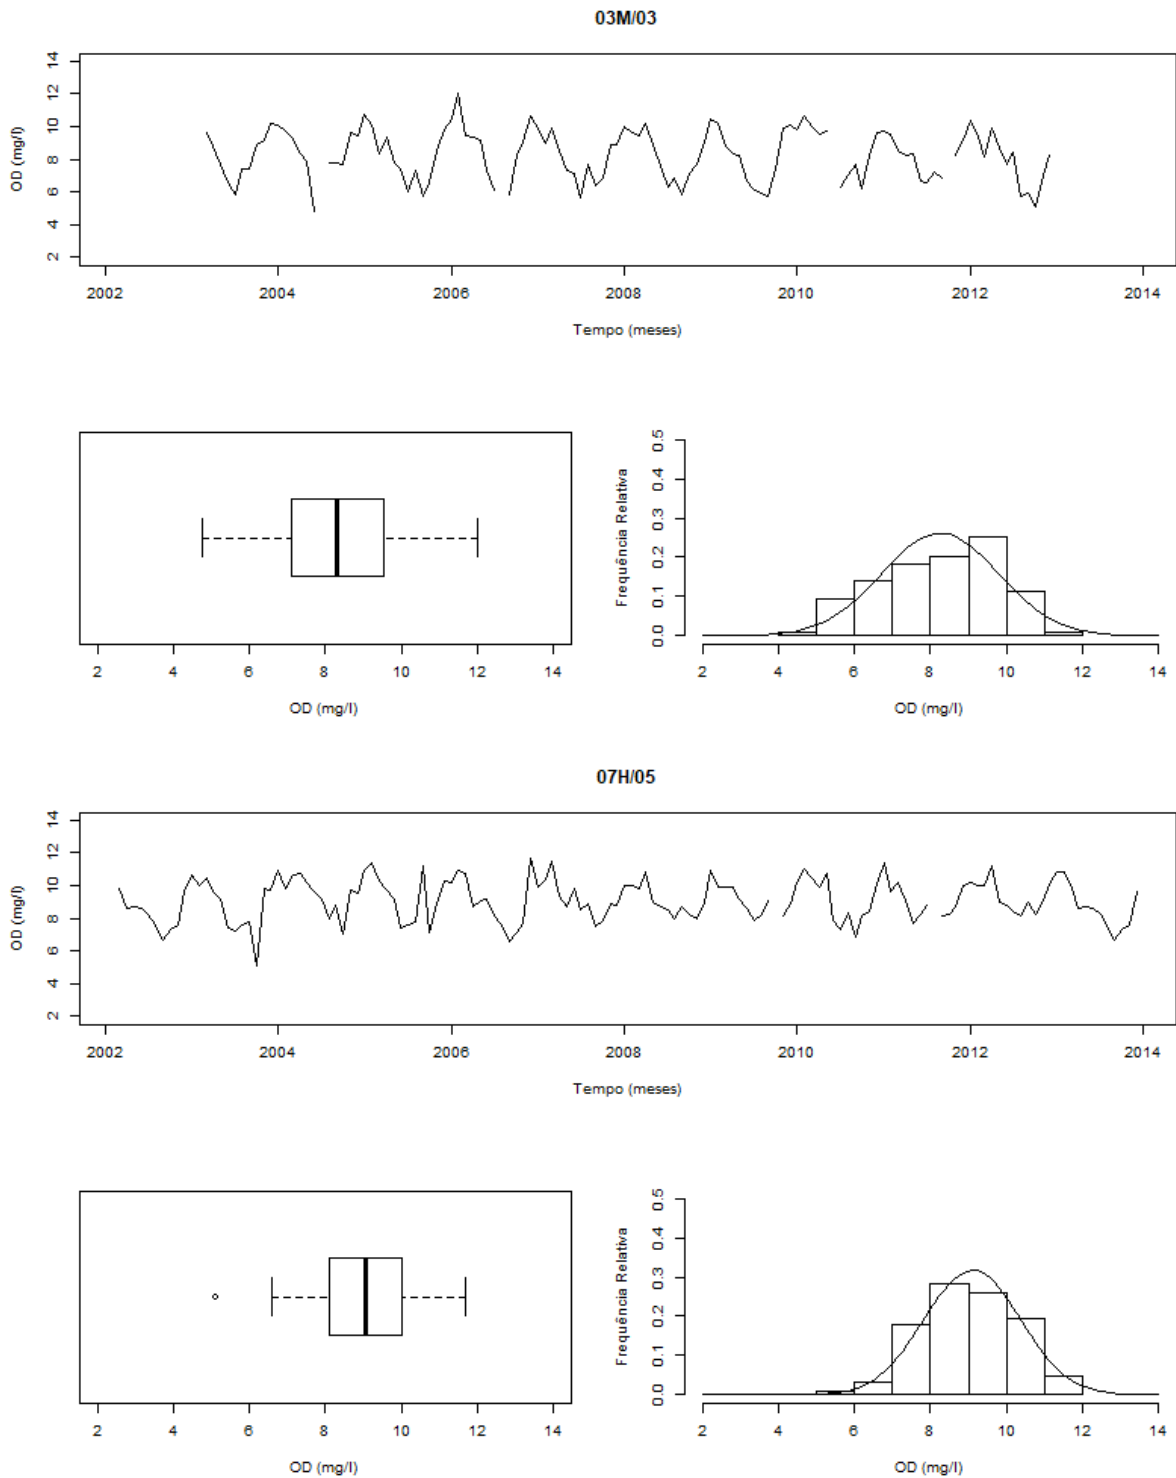 03M/03
OD (mg/l)
14
12
10
8
6
4
2
2002 2004 2006 2008 2010 2012 2014
Tempo (meses)
2 4 6 8 10 12 14
OD (mg/l)
Frequência Relativa
0.5
0.4
0.3
0.2
0.1
0.0
2 4 6 8 10 12 14
OD (mg/l)
07H/05
OD (mg/l)
14
12
10
8
6
4
2
2002 2004 2006 2008 2010 2012 2014
Tempo (meses)
2 4 6 8 10 12 14
OD (mg/l)
Frequência Relativa
0.5
0.4
0.3
0.2
0.1
0.0
2 4 6 8 10 12 14
OD (mg/l)